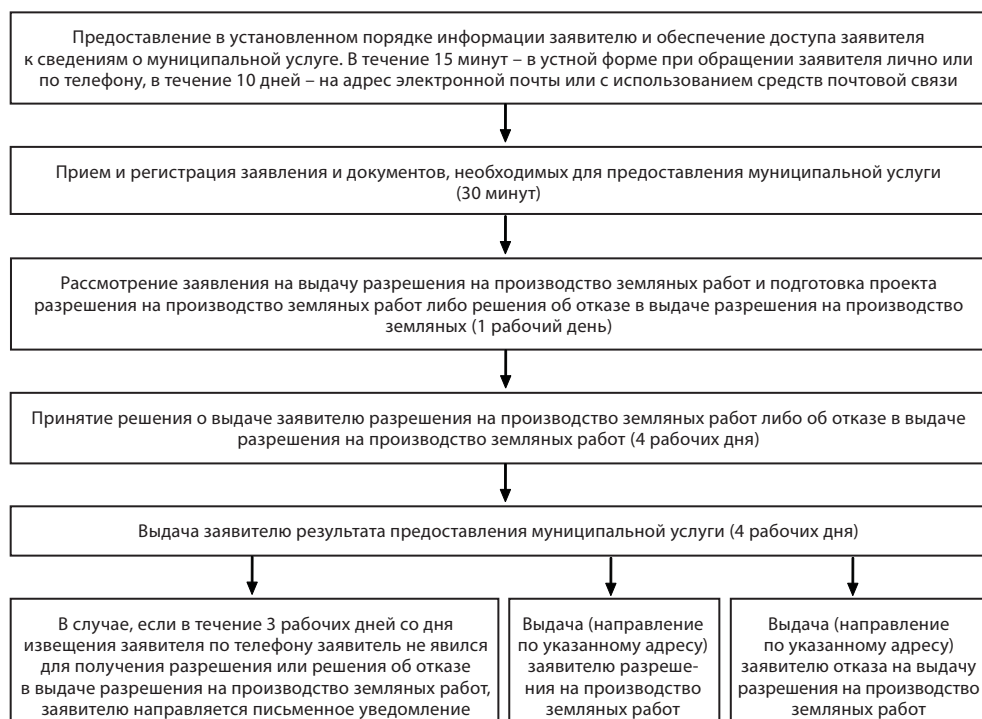 Предоставление в установленном порядке информации заявителю и обеспечение доступа заявителя
к сведениям о муниципальной услуге. В течение 15 минут – в устной форме при обращении заявителя лично или
по телефону, в течение 10 дней – на адрес электронной почты или с использованием средств почтовой связи
Прием и регистрация заявления и документов, необходимых для предоставления муниципальной услуги
(30 минут)
Рассмотрение заявления на выдачу разрешения на производство земляных работ и подготовка проекта
разрешения на производство земляных работ либо решения об отказе в выдаче разрешения на производство
земляных (1 рабочий день)
Принятие решения о выдаче заявителю разрешения на производство земляных работ либо об отказе в выдаче
разрешения на производство земляных работ (4 рабочих дня)
Выдача заявителю результата предоставления муниципальной услуги (4 рабочих дня)
В случае, если в течение 3 рабочих дней со дня
извещения заявителя по телефону заявитель не явился
для получения разрешения или решения об отказе
в выдаче разрешения на производство земляных работ,
заявителю направляется письменное уведомление
Выдача (направление
по указанному адресу)
заявителю разреше-
ния на производство
земляных работ
Выдача (направление
по указанному адресу)
заявителю отказа на выдачу
разрешения на производство
земляных работ